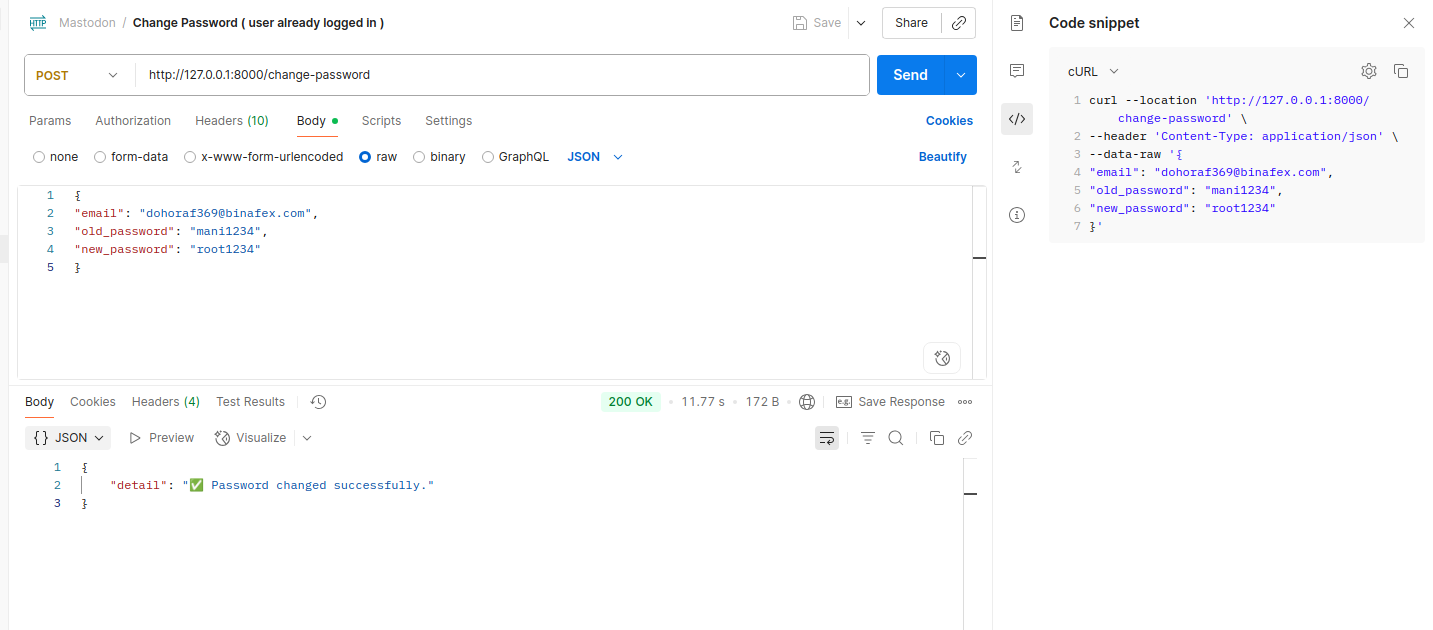 HTTP Mastodon / Change Password ( user already logged in ) Save Share
POST http://127.0.0.1:8000/change-password Send
Params Authorization Headers (10) Body Scripts Settings Cookies
none form-data x-www-form-urlencoded raw binary GraphQL JSON Beautify
1 {
2 "email": "dohoraf369@binafex.com",
3 "old_password": "mani1234",
4 "new_password": "root1234"
5 }
Body Cookies Headers (4) Test Results 200 OK • 11.77 s • 172 B • e.g. Save Response
{} JSON Preview Visualize
1 {
2 "detail": "✅ Password changed successfully."
3 }
Code snippet
cURL
1 curl --location 'http://127.0.0.1:8000/
change-password' \
2 --header 'Content-Type: application/json' \
3 --data-raw '{
4 "email": "dohoraf369@binafex.com",
5 "old_password": "mani1234",
6 "new_password": "root1234"
7 }'